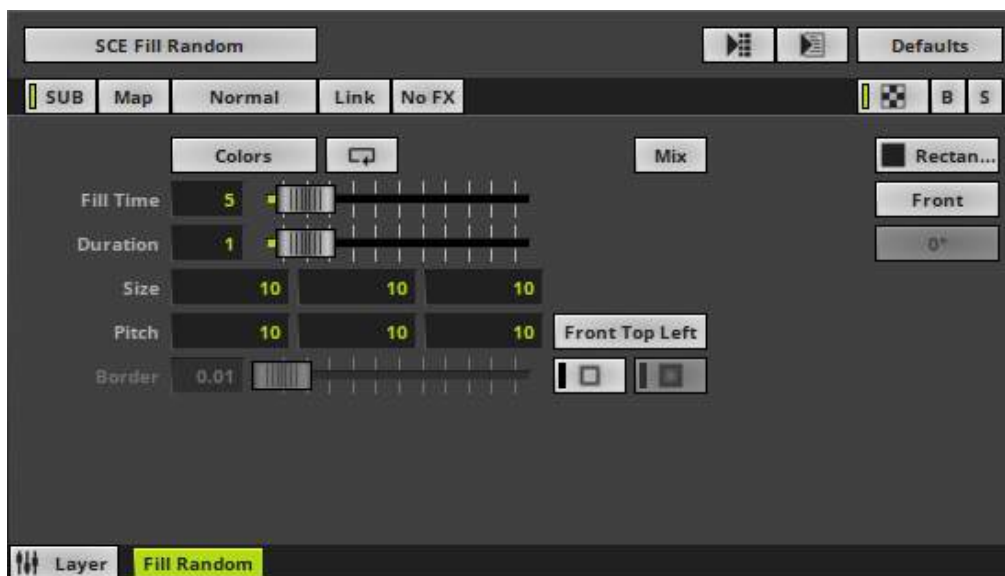 SCE Fill Random Defaults
SUB Map Normal Link No FX B S
Colors Mix Rectan...
Fill Time 5 Front
Duration 1 0°
Size 10 10 10
Pitch 10 10 10 Front Top Left
Border 0.01
Layer Fill Random